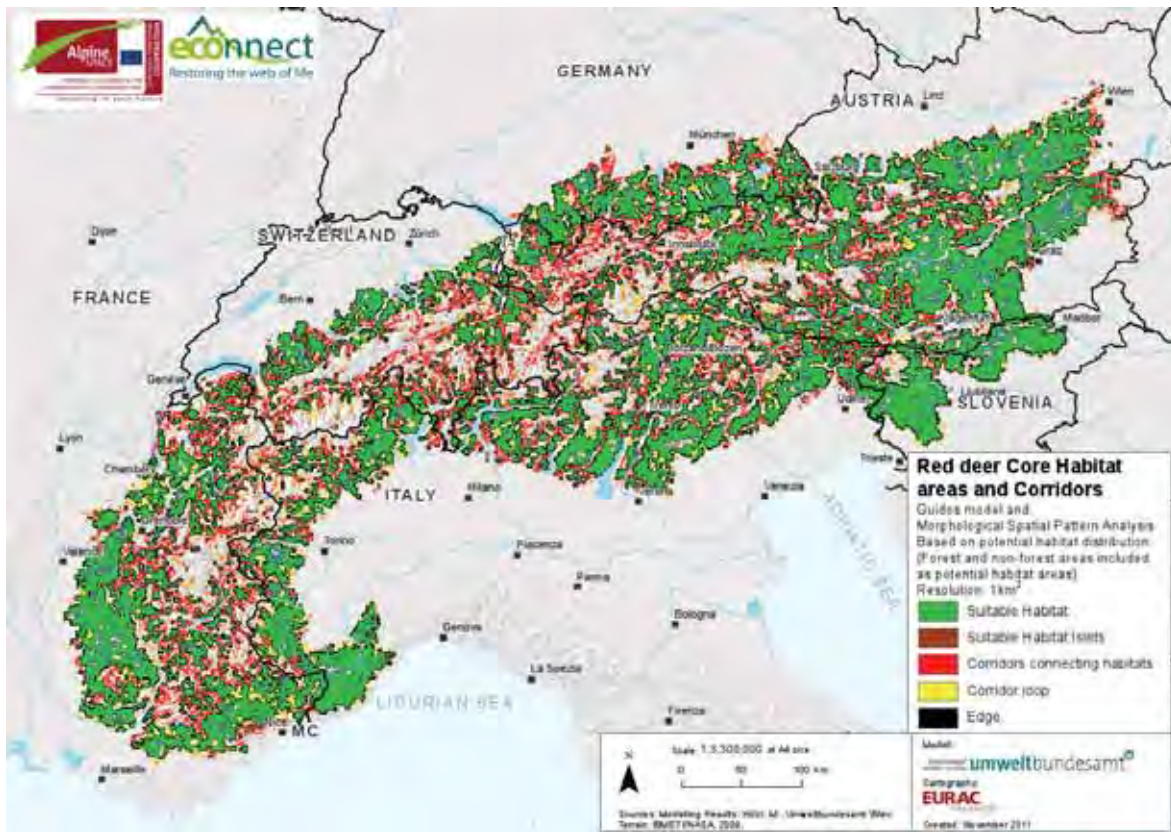 Alpine
econnect
Restoring the web of life
GERMANY
AUSTRIA
Linz
Wien
München
Salzburg
Dijon
SWITZERLAND
Zürich
Innsbruck
Graz
FRANCE
Bern
Maribor
Genève
Ljubljana
SLOVENIA
Udine
Lyon
Trieste
ITALY
Milano
Venezia
Grenoble
Torino
Piacenza
ADRIATIC SEA
Parma
Bologna
Genova
La Spezia
LIGURIAN SEA
Firenze
MC
Marseille
Red deer Core Habitat
areas and Corridors
Guidos model and
Morphological Spatial Pattern Analysis
Based on potential habitat distribution
(Forest and non-forest areas included
as potential habitat areas)
Resolution: 1km²
Suitable Habitat
Suitable Habitat Islets
Corridors connecting habitats
Corridor loop
Edge
Scale 1:3,300,000 at A4 size
0 50 100 km
Model:
umweltbundesamt
Cartography:
EURAC
Created: November 2011